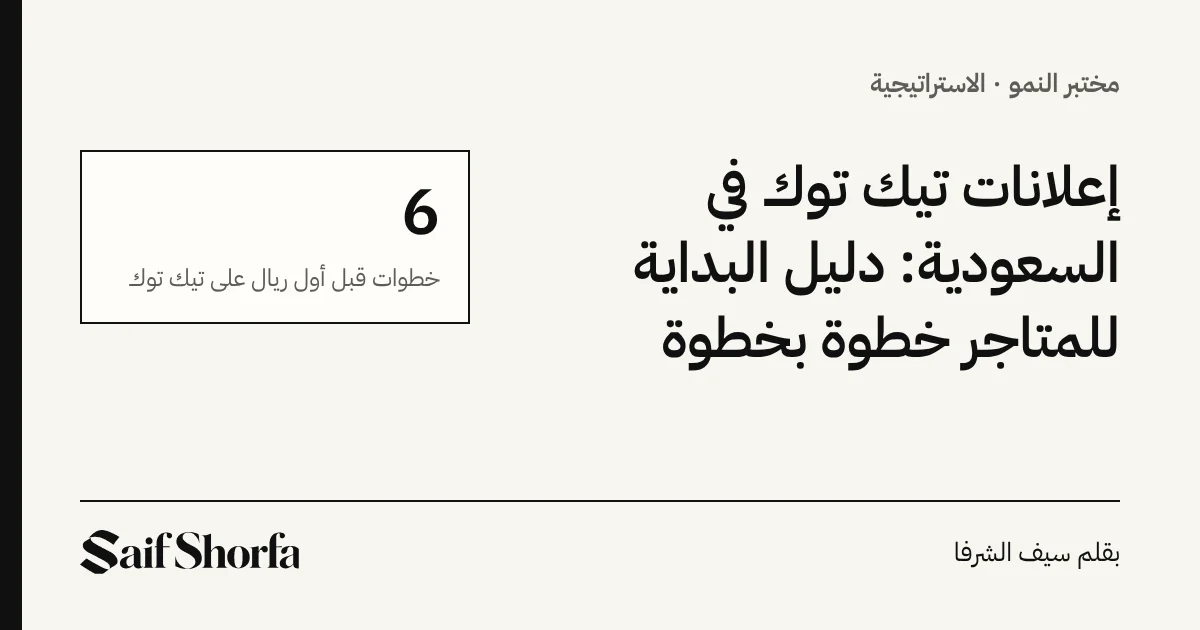 مختبر النمو · الاستراتيجية
إعلانات تيك توك في
السعودية: دليل البداية
للمتاجر خطوة بخطوة
6
خطوات قبل أول ريال على تيك توك
بقلم سيف الشرفا
Saif Shorfa